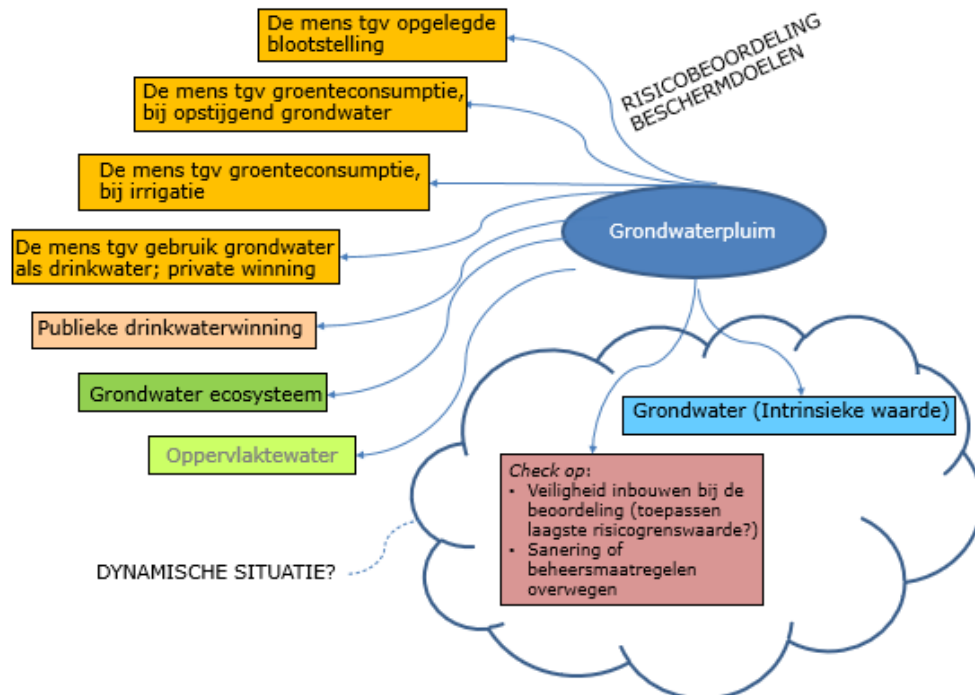 De mens tgv opgelegde
blootstelling
RISICOBEOORDELING
BESCHERMDOELEN
De mens tgv groenteconsumptie,
bij opstijgend grondwater
De mens tgv groenteconsumptie,
bij irrigatie
Grondwaterpluim
De mens tgv gebruik grondwater
als drinkwater; private winning
Publieke drinkwaterwinning
Grondwater ecosysteem
Grondwater (Intrinsieke waarde)
Oppervlaktewater
Check op:
• Veiligheid inbouwen bij de
beoordeling (toepassen
laagste risicogrenswaarde?)
• Sanering of
beheersmaatregelen
overwegen
DYNAMISCHE SITUATIE?